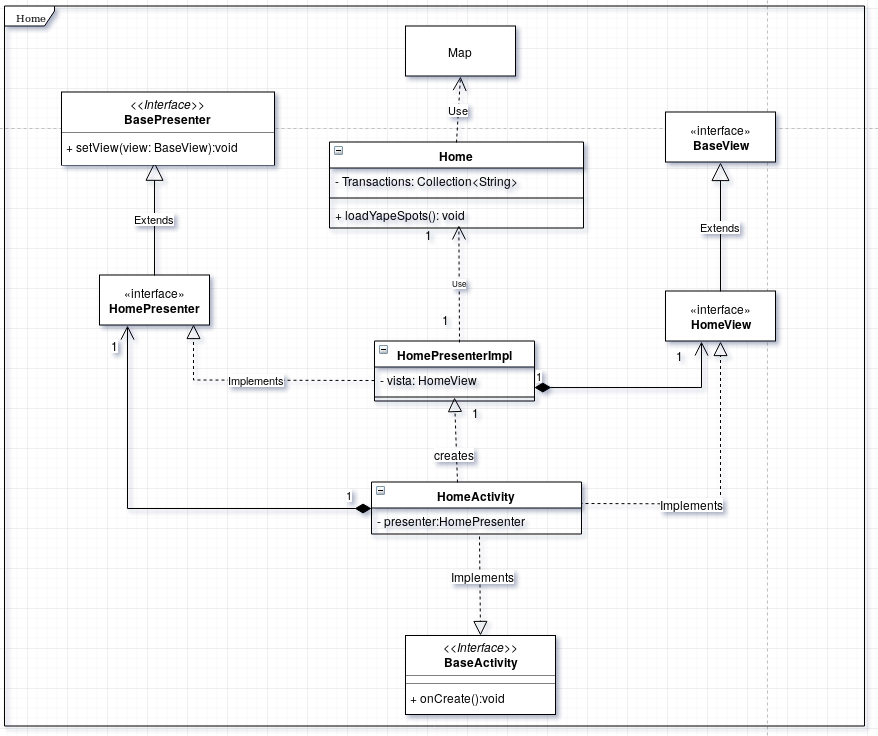 Home
Map
Use
<<Interface>>
BasePresenter
+ setView(view: BaseView):void
«interface»
BaseView
Home
- Transactions: Collection<String>
+ loadYapeSpots(): void
Extends
Extends
1
Use
1
«interface»
HomePresenter
1
«interface»
HomeView
1
HomePresenterImpl
- vista: HomeView
1
Implements
1
creates
HomeActivity
- presenter:HomePresenter
1
Implements
Implements
<<Interface>>
BaseActivity
+ onCreate():void